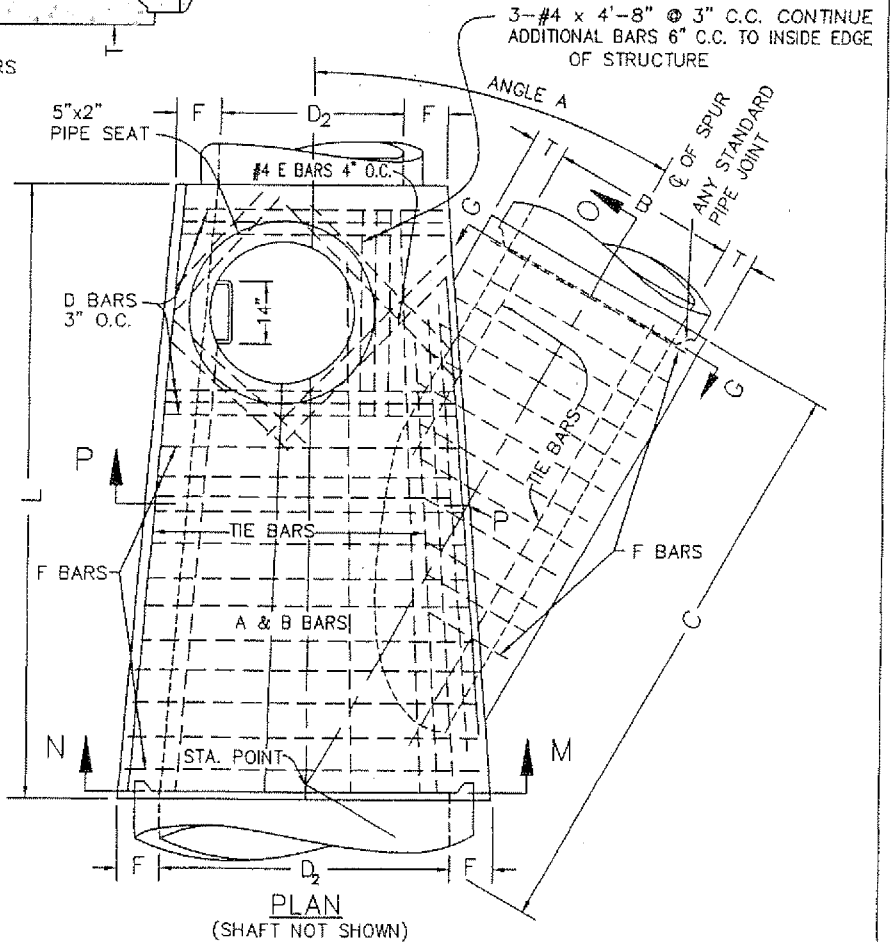 3-#4 x 4'-8" @ 3" C.C. CONTINUE
ADDITIONAL BARS 6" C.C. TO INSIDE EDGE
OF STRUCTURE
T
RS
ANGLE A
5"x2"
PIPE SEAT
F
D2
F
#4 E BARS 4" O.C.
℄ OF SPUR
ANY STANDARD
PIPE JOINT
T
B
T
O
G
G
D BARS
3" O.C.
14"
L
P
P
TIE BARS
TIE BARS
F BARS
F BARS
A & B BARS
C
N
M
STA. POINT
F
D2
F
PLAN
(SHAFT NOT SHOWN)